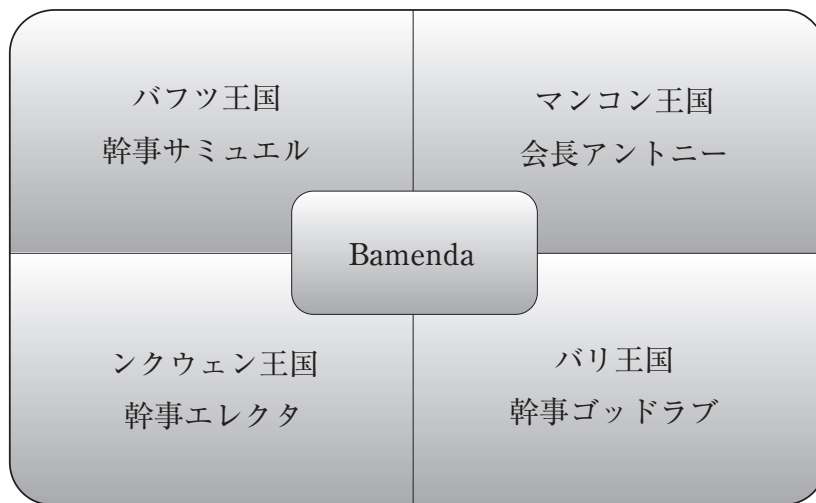 バフツ王国
幹事サミュエル
マンコン王国
会長アントニー
Bamenda
ンクウェン王国
幹事エレクタ
バリ王国
幹事ゴッドラブ